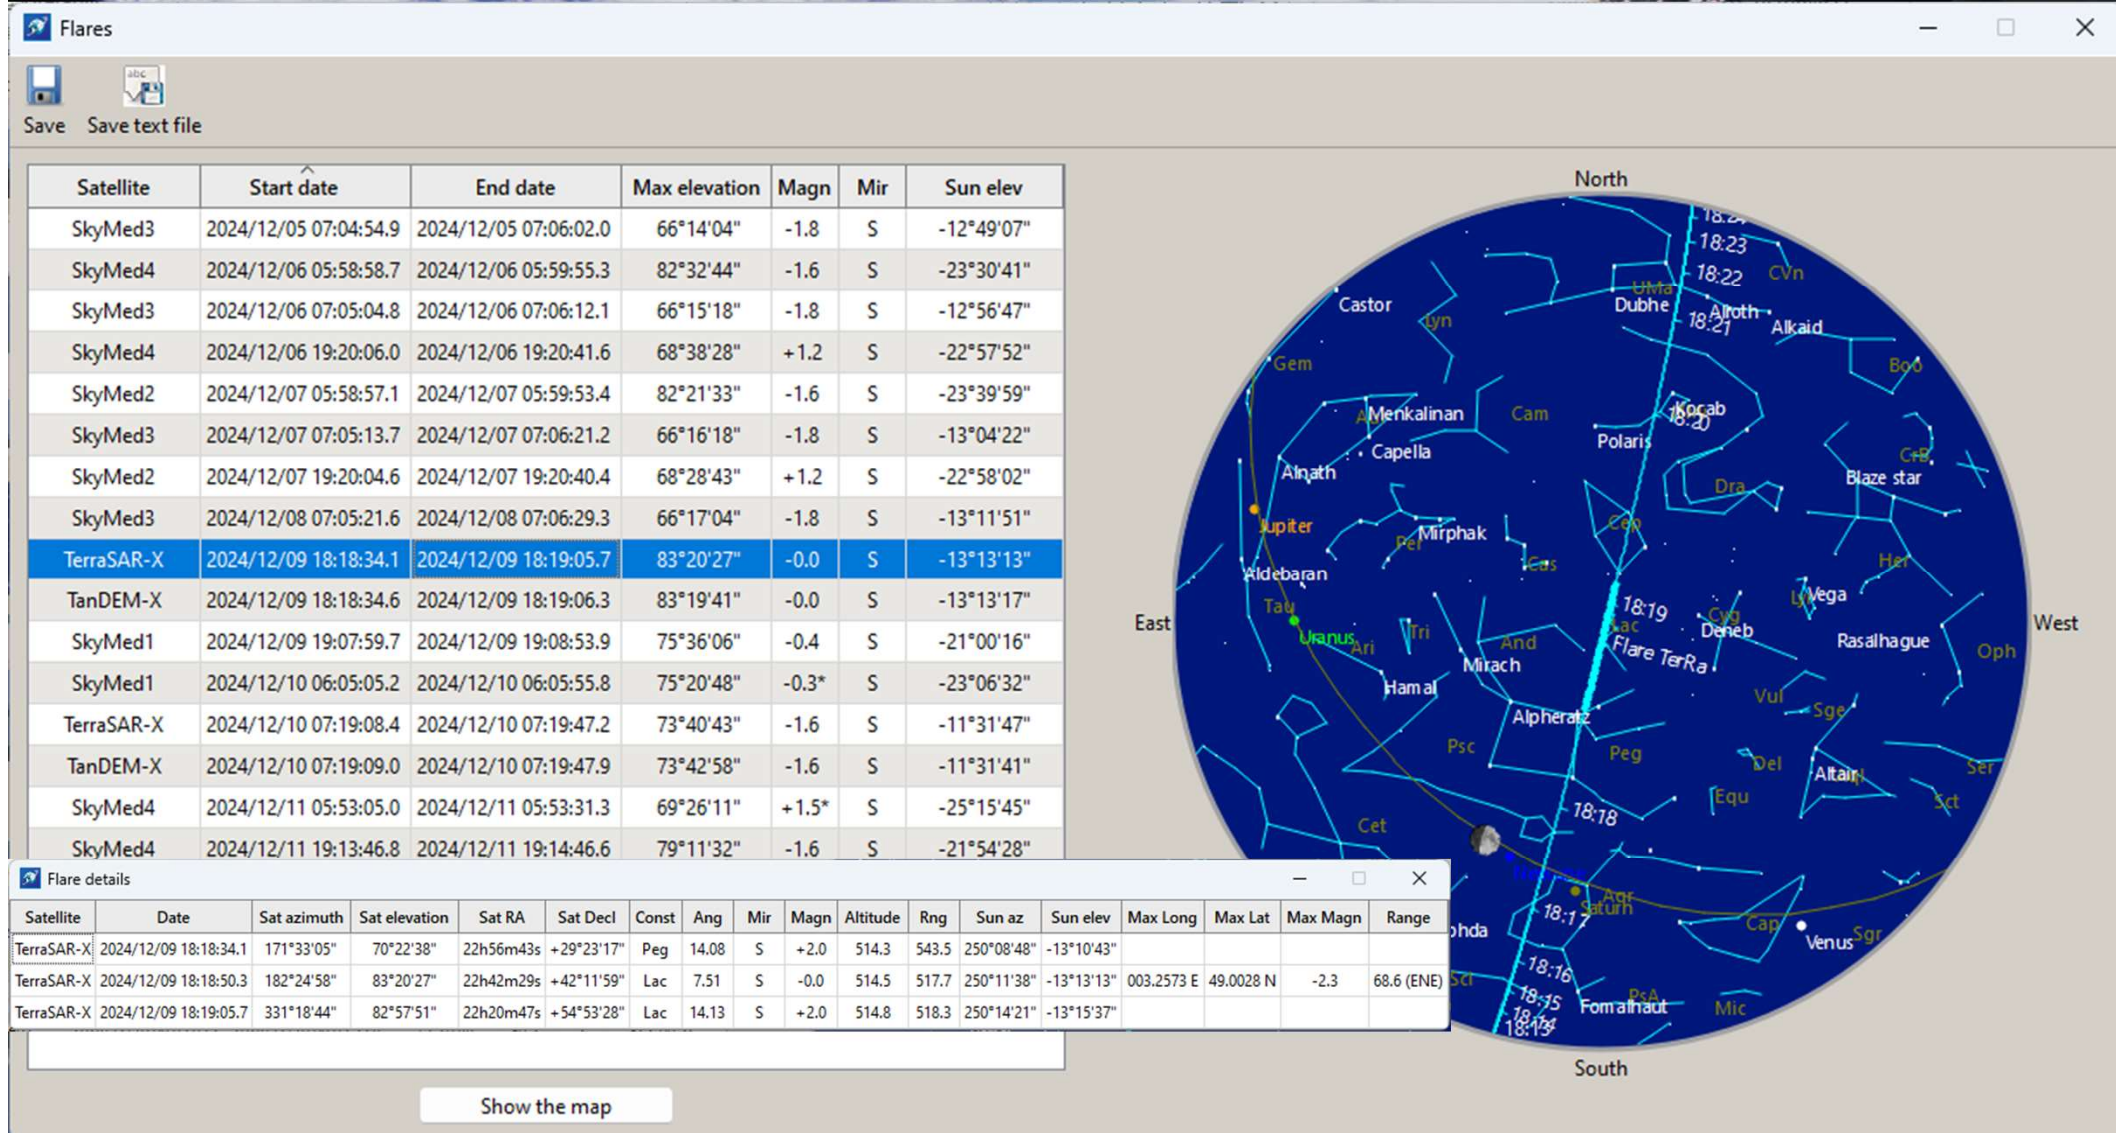 Flares
Save Save text file
Satellite Start date End date Max elevation Magn Mir Sun elev
SkyMed3 2024/12/05 07:04:54.9 2024/12/05 07:06:02.0 66°14'04" -1.8 S -12°49'07"
SkyMed4 2024/12/06 05:58:58.7 2024/12/06 05:59:55.3 82°32'44" -1.6 S -23°30'41"
SkyMed3 2024/12/06 07:05:04.8 2024/12/06 07:06:12.1 66°15'18" -1.8 S -12°56'47"
SkyMed4 2024/12/06 19:20:06.0 2024/12/06 19:20:41.6 68°38'28" +1.2 S -22°57'52"
SkyMed2 2024/12/07 05:58:57.1 2024/12/07 05:59:53.4 82°21'33" -1.6 S -23°39'59"
SkyMed3 2024/12/07 07:05:13.7 2024/12/07 07:06:21.2 66°16'18" -1.8 S -13°04'22"
SkyMed2 2024/12/07 19:20:04.6 2024/12/07 19:20:40.4 68°28'43" +1.2 S -22°58'02"
SkyMed3 2024/12/08 07:05:21.6 2024/12/08 07:06:29.3 66°17'04" -1.8 S -13°11'51"
TerraSAR-X 2024/12/09 18:18:34.1 2024/12/09 18:19:05.7 83°20'27" -0.0 S -13°13'13"
TanDEM-X 2024/12/09 18:18:34.6 2024/12/09 18:19:06.3 83°19'41" -0.0 S -13°13'17"
SkyMed1 2024/12/09 19:07:59.7 2024/12/09 19:08:53.9 75°36'06" -0.4 S -21°00'16"
SkyMed1 2024/12/10 06:05:05.2 2024/12/10 06:05:55.8 75°20'48" -0.3* S -23°06'32"
TerraSAR-X 2024/12/10 07:19:08.4 2024/12/10 07:19:47.2 73°40'43" -1.6 S -11°31'47"
TanDEM-X 2024/12/10 07:19:09.0 2024/12/10 07:19:47.9 73°42'58" -1.6 S -11°31'41"
SkyMed4 2024/12/11 05:53:05.0 2024/12/11 05:53:31.3 69°26'11" +1.5* S -25°15'45"
SkyMed4 2024/12/11 19:13:46.8 2024/12/11 19:14:46.6 79°11'32" -1.6 S -21°54'28"
Flare details
Satellite Date Sat azimuth Sat elevation Sat RA Sat Decl Const Ang Mir Magn Altitude Rng Sun az Sun elev Max Long Max Lat Max Magn Range
TerraSAR-X 2024/12/09 18:18:34.1 171°33'05" 70°22'38" 22h56m43s +29°23'17" Peg 14.08 S +2.0 514.3 543.5 250°08'48" -13°10'43"
TerraSAR-X 2024/12/09 18:18:50.3 182°24'58" 83°20'27" 22h42m29s +42°11'59" Lac 7.51 S -0.0 514.5 517.7 250°11'38" -13°13'13" 003.2573 E 49.0028 N -2.3 68.6 (ENE)
TerraSAR-X 2024/12/09 18:19:05.7 331°18'44" 82°57'51" 22h20m47s +54°53'28" Lac 14.13 S +2.0 514.8 518.3 250°14'21" -13°15'37"
Show the map
North
18:23
18:22 CVn
UMa
Castor Dubhe
Lyn 18:21 Alioth Alkaid
Gem Boo
Menkalinan Cam Kocab
18:20
Capella Polaris
CrB
Alnath Dra Blaze star
Jupiter Per Mirphak Cep
Cas Her
Aldebaran
Tau 18:19 Lyr Vega
East Lac Cyg Deneb West
Uranus Ari Tri And Flare TerRa Rasalhague Oph
Mirach
Hamal Vul
Alpheratz Sge
Psc Peg Del Ser
Altair
Equ Sct
18:18
Cet
Aqr
Saturn
18:17 Cap
Venus Sgr
18:16 Scl
18:15 PsA
Fomalhaut Mic
18:14
18:13
South